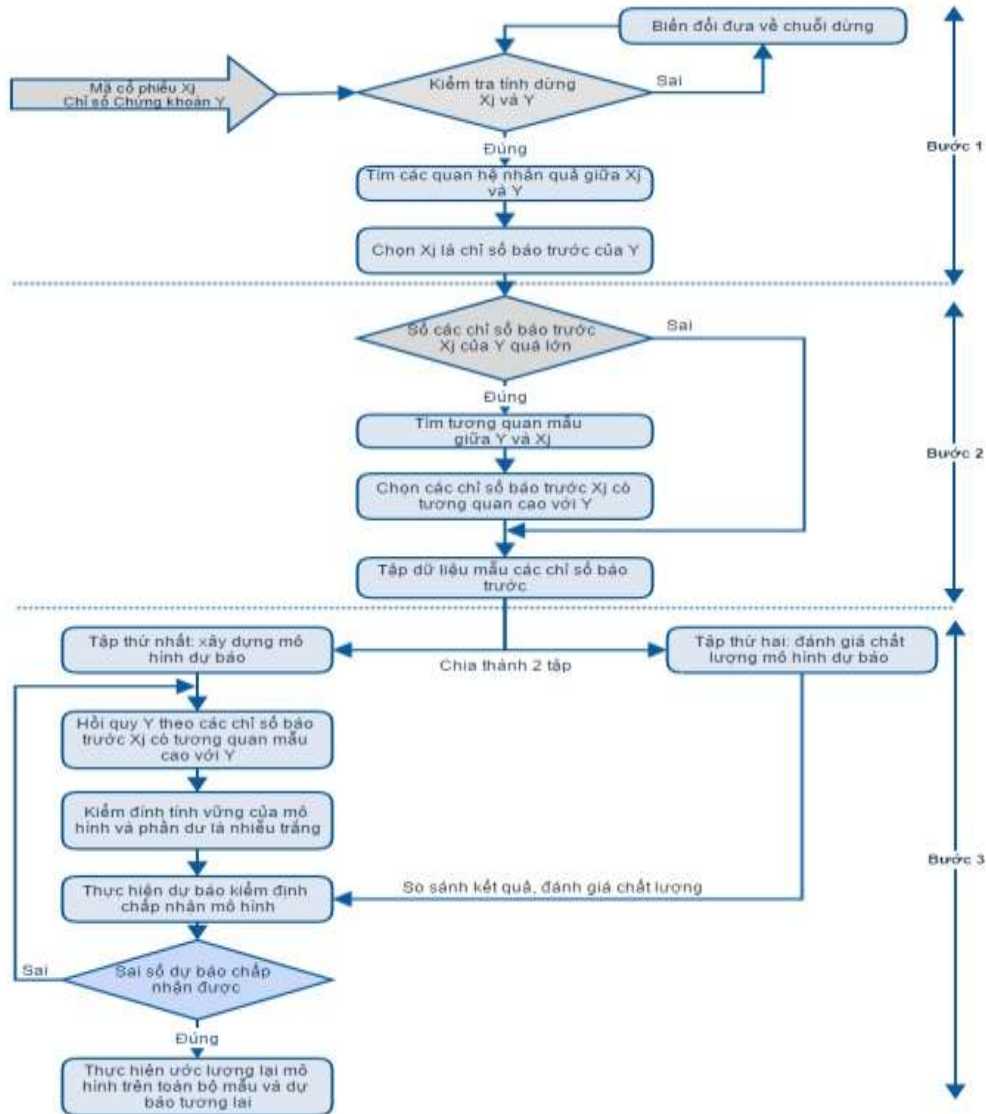 Biến đổi đưa về chuỗi dừng
Mã cổ phiếu Xj
Chỉ số Chứng khoán Y
Kiểm tra tính dừng
Xj và Y
Sai
Đúng
Bước 1
Tìm các quan hệ nhân quả giữa Xj
và Y
Chọn Xj là chỉ số báo trước của Y
Số các chỉ số báo trước
Xj của Y quá lớn
Sai
Đúng
Tìm tương quan mẫu
giữa Y và Xj
Bước 2
Chọn các chỉ số báo trước Xj có
tương quan cao với Y
Tập dữ liệu mẫu các chỉ số báo
trước
Tập thứ nhất: xây dựng mô
hình dự báo
Chia thành 2 tập
Tập thứ hai: đánh giá chất
lượng mô hình dự báo
Hồi quy Y theo các chỉ số báo
trước Xj có tương quan mẫu
cao với Y
Kiểm định tính vững của mô
hình và phần dư là nhiễu trắng
Bước 3
Thực hiện dự báo kiểm định
chấp nhận mô hình
So sánh kết quả, đánh giá chất lượng
Sai
Sai số dự báo chấp
nhận được
Đúng
Thực hiện ước lượng lại mô
hình trên toàn bộ mẫu và dự
báo tương lai